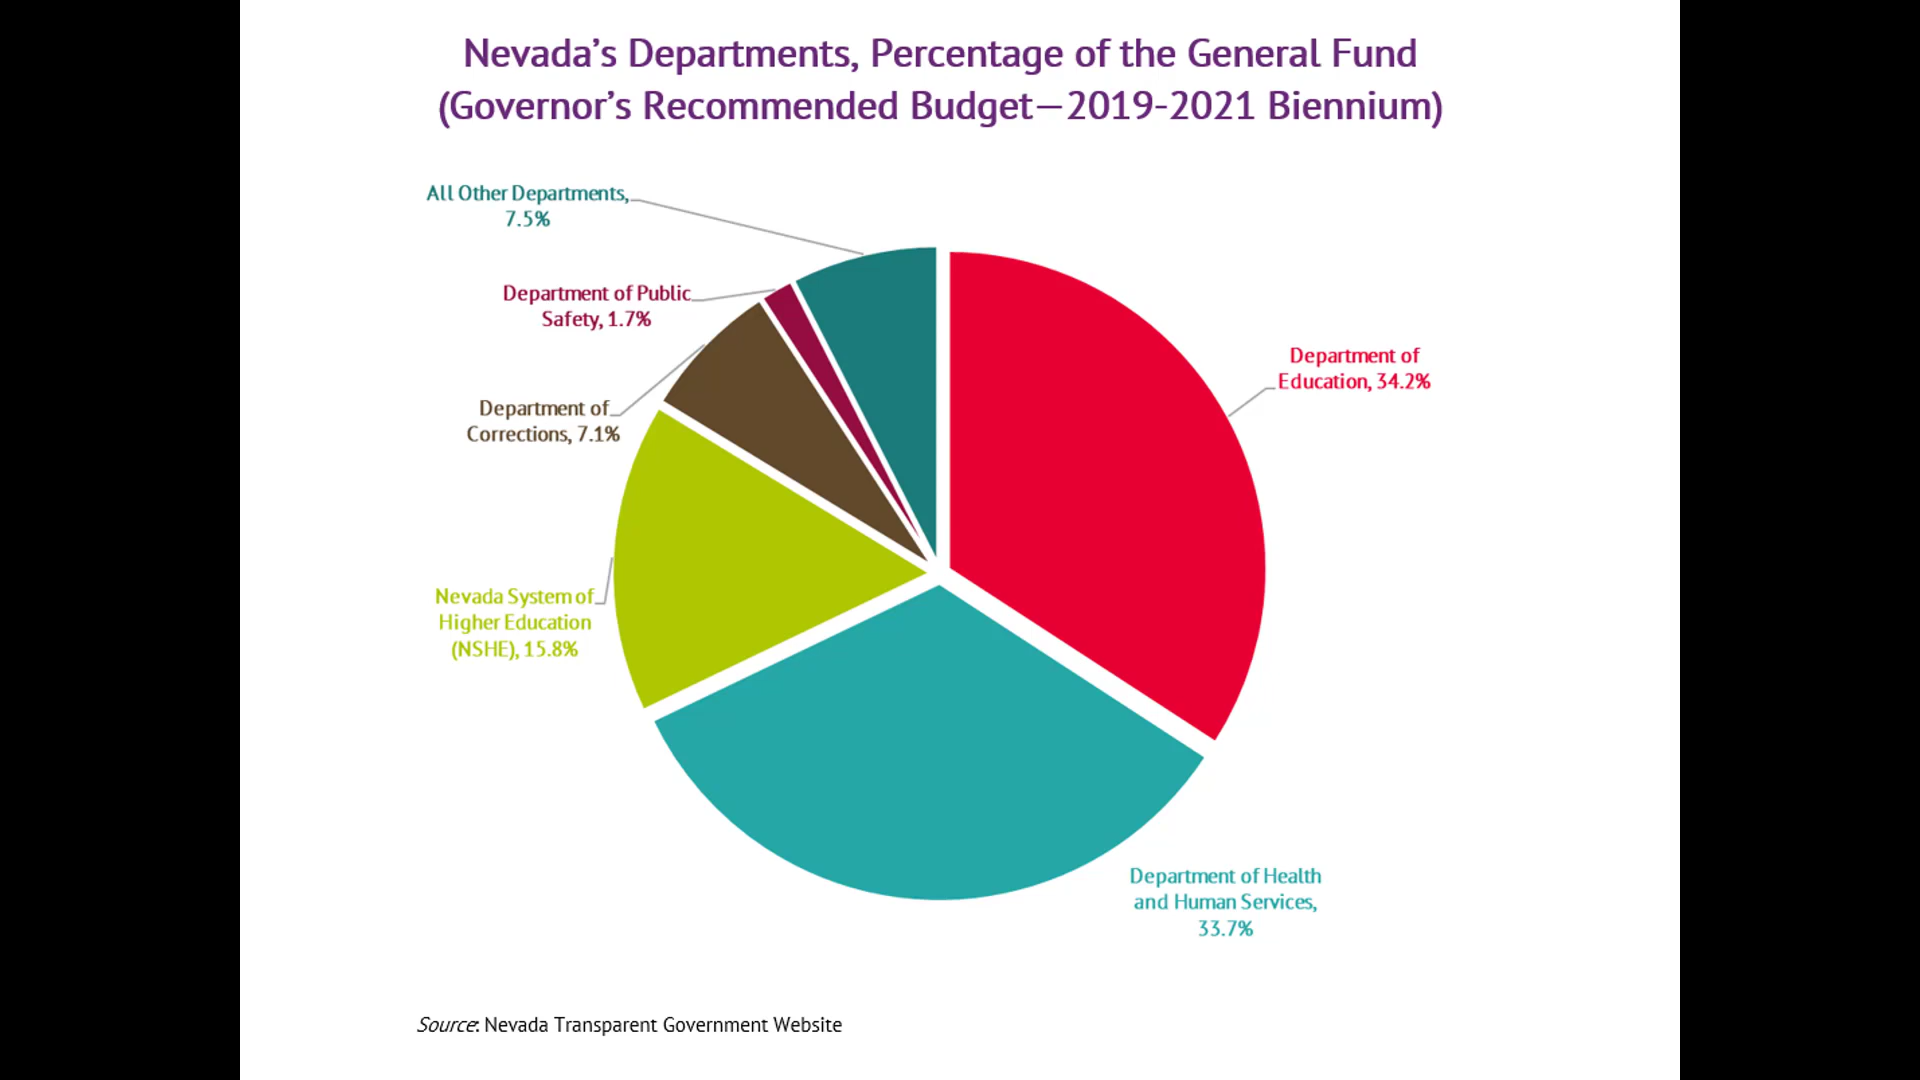 Nevada’s Departments, Percentage of the General Fund
(Governor’s Recommended Budget—2019-2021 Biennium)
All Other Departments,
7.5%
Department of Public
Safety, 1.7%
Department of
Education, 34.2%
Department of
Corrections, 7.1%
Nevada System of
Higher Education
(NSHE), 15.8%
Department of Health
and Human Services,
33.7%
Source: Nevada Transparent Government Website